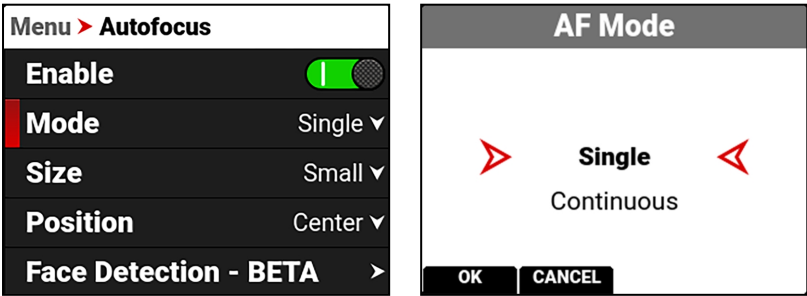 Menu ➤ Autofocus
Enable
Mode Single
Size Small
Position Center
Face Detection - BETA
AF Mode
Single
Continuous
OK CANCEL